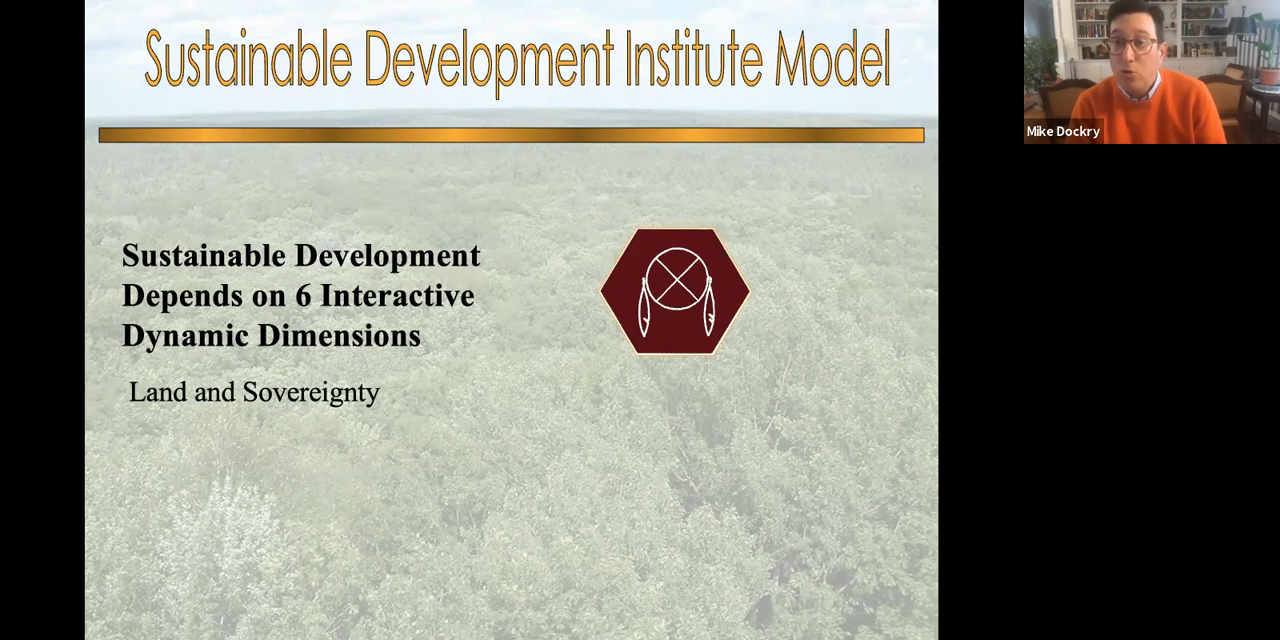 Sustainable Development Institute Model
Mike Dockry
Sustainable Development
Depends on 6 Interactive
Dynamic Dimensions
Land and Sovereignty